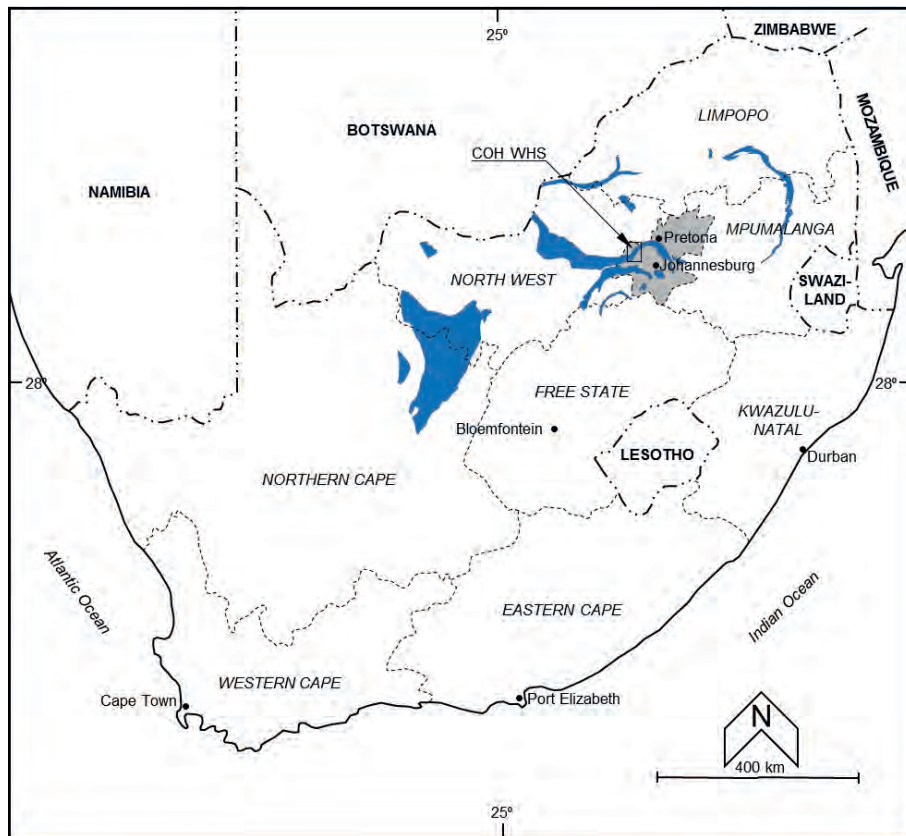 25º
ZIMBABWE
LIMPOPO
MOZAMBIQUE
BOTSWANA
COH WHS
NAMIBIA
Pretona
MPUMALANGA
Johannesburg
NORTH WEST
SWAZI-
LAND
28º
28º
FREE STATE
KWAZULU-
NATAL
Bloemfontein
LESOTHO
Durban
NORTHERN CAPE
Atlantic Ocean
EASTERN CAPE
Indian Ocean
WESTERN CAPE
Cape Town
Port Elizabeth
N
400 km
25º